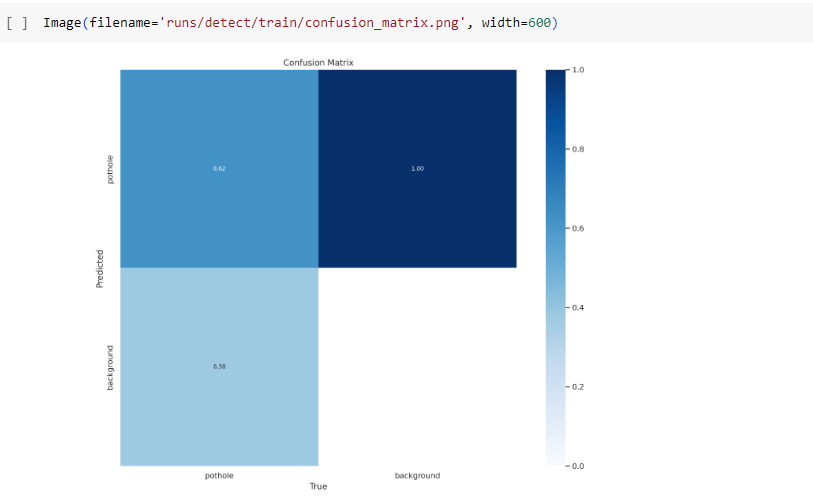 [ ] Image(filename='runs/detect/train/confusion_matrix.png', width=600)
Confusion Matrix
1.0
0.8
0.6
0.4
0.2
0.0
pothole
background
Predicted
0.62
1.00
0.38
pothole
background
True